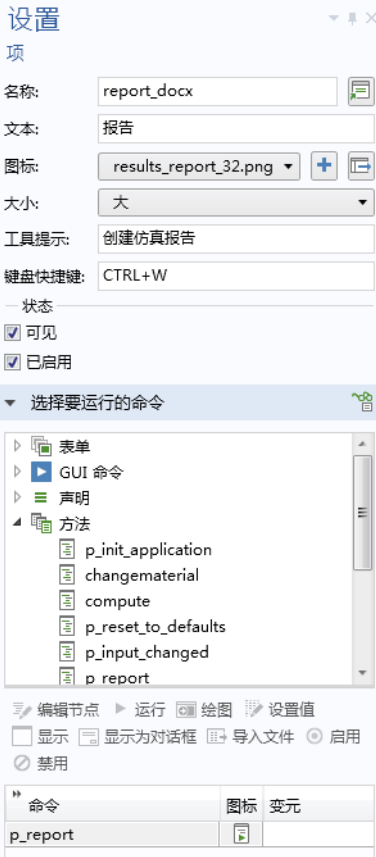 设置
项
名称: report_docx
文本: 报告
图标: results_report_32.png
大小: 大
工具提示: 创建仿真报告
键盘快捷键: CTRL+W
状态
可见
已启用
选择要运行的命令
表单
GUI 命令
声明
方法
p_init_application
changematerial
compute
p_reset_to_defaults
p_input_changed
p_report
编辑节点 运行 绘图 设置值
显示 显示为对话框 导入文件 启用
禁用
命令 图标 变元
p_report